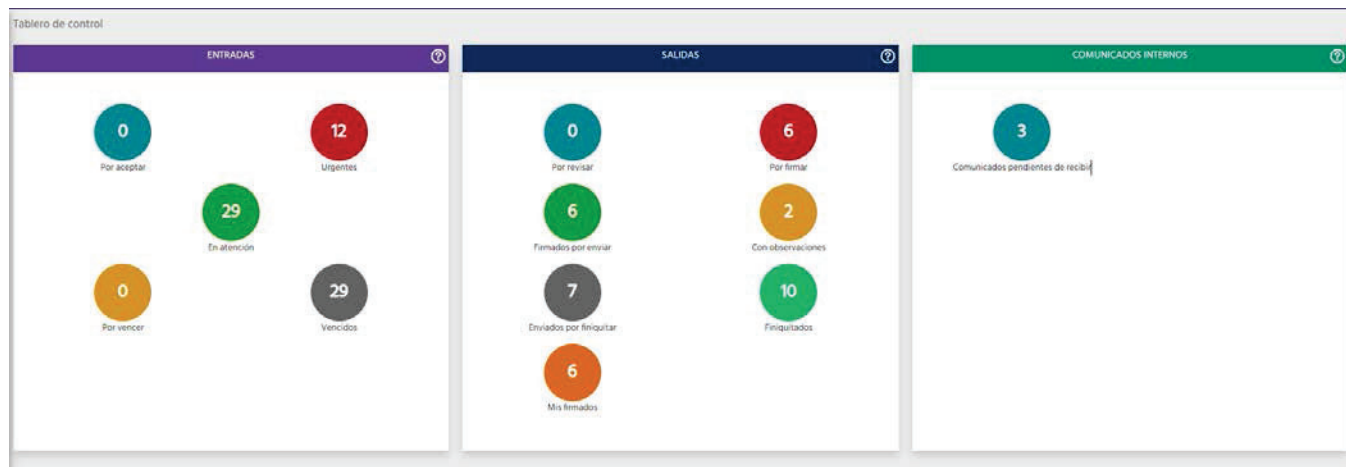 Tablero de control
ENTRADAS
0
Por aceptar
12
Urgentes
29
En atención
0
Por vencer
29
Vencidos
SALIDAS
0
Por revisar
6
Por firmar
6
Firmados por enviar
2
Con observaciones
7
Enviados por finiquitar
10
Finiquitados
6
Mis firmados
COMUNICADOS INTERNOS
3
Comunicados pendientes de recibir